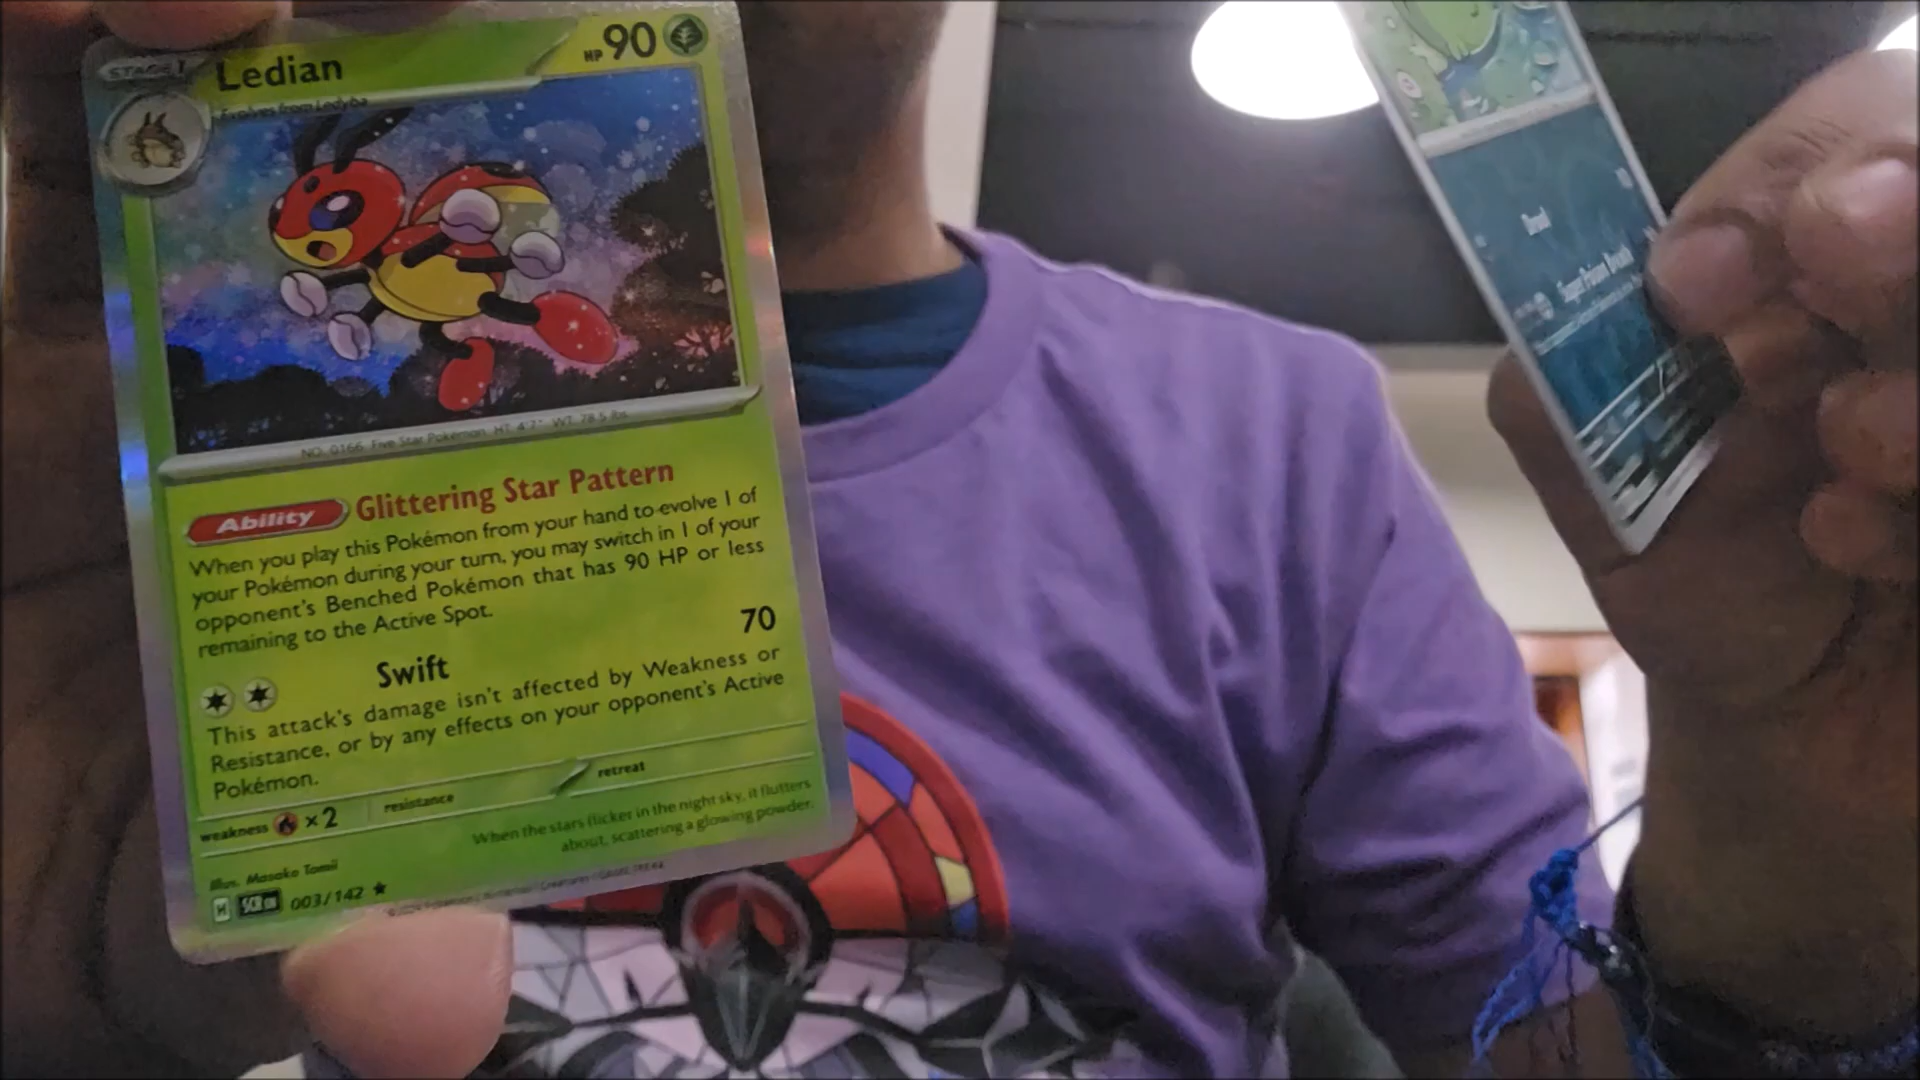 STAGE 1
Ledian
HP 90
Evolves from Ledyba
NO. 0166 Five Star Pokémon HT: 4'7" WT: 78.5 lbs.
Ability Glittering Star Pattern
When you play this Pokémon from your hand to evolve 1 of
your Pokémon during your turn, you may switch in 1 of your
opponent's Benched Pokémon that has 90 HP or less
remaining to the Active Spot.
Swift 70
This attack's damage isn't affected by Weakness or
Resistance, or by any effects on your opponent's Active
Pokémon.
weakness ×2 resistance retreat
When the stars flicker in the night sky, it flutters
about, scattering a glowing powder.
Illus. Masako Tomii
H SCR EN 003/142 ★
Super Poison Breath